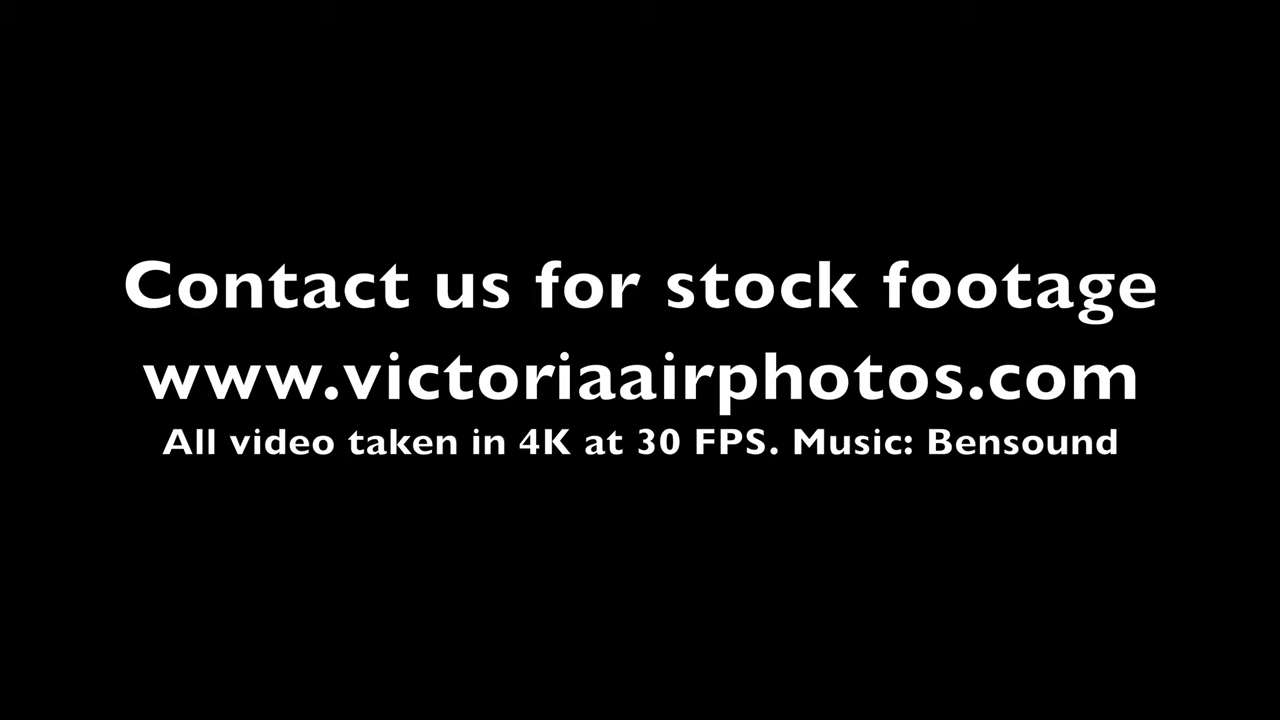 Contact us for stock footage
www.victoriaairphotos.com
All video taken in 4K at 30 FPS. Music: Bensound